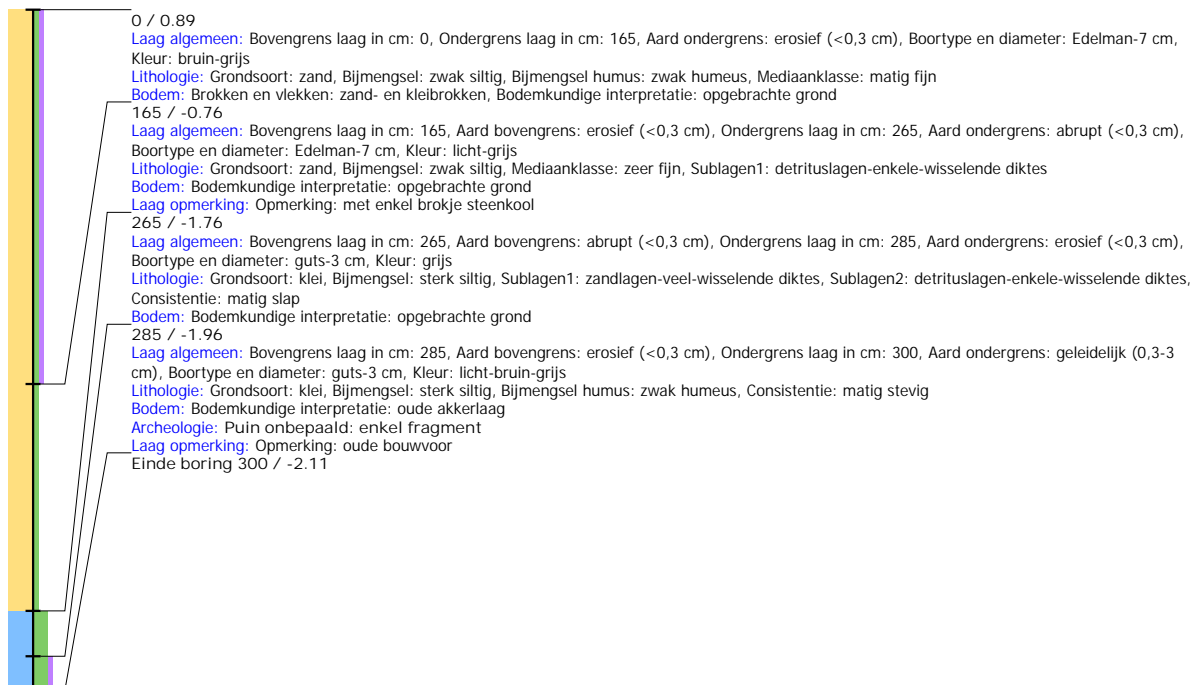 0 / 0.89
Laag algemeen: Bovengrens laag in cm: 0, Ondergrens laag in cm: 165, Aard ondergrens: erosief (<0,3 cm), Boortype en diameter: Edelman-7 cm,
Kleur: bruin-grijs
Lithologie: Grondsoort: zand, Bijmengsel: zwak siltig, Bijmengsel humus: zwak humeus, Mediaanklasse: matig fijn
Bodem: Brokken en vlekken: zand- en kleibrokken, Bodemkundige interpretatie: opgebrachte grond
165 / -0.76
Laag algemeen: Bovengrens laag in cm: 165, Aard bovengrens: erosief (<0,3 cm), Ondergrens laag in cm: 265, Aard ondergrens: abrupt (<0,3 cm),
Boortype en diameter: Edelman-7 cm, Kleur: licht-grijs
Lithologie: Grondsoort: zand, Bijmengsel: zwak siltig, Mediaanklasse: zeer fijn, Sublagen1: detrituslagen-enkele-wisselende diktes
Bodem: Bodemkundige interpretatie: opgebrachte grond
Laag opmerking: Opmerking: met enkel brokje steenkool
265 / -1.76
Laag algemeen: Bovengrens laag in cm: 265, Aard bovengrens: abrupt (<0,3 cm), Ondergrens laag in cm: 285, Aard ondergrens: erosief (<0,3 cm),
Boortype en diameter: guts-3 cm, Kleur: grijs
Lithologie: Grondsoort: klei, Bijmengsel: sterk siltig, Sublagen1: zandlagen-veel-wisselende diktes, Sublagen2: detrituslagen-enkele-wisselende diktes,
Consistentie: matig slap
Bodem: Bodemkundige interpretatie: opgebrachte grond
285 / -1.96
Laag algemeen: Bovengrens laag in cm: 285, Aard bovengrens: erosief (<0,3 cm), Ondergrens laag in cm: 300, Aard ondergrens: geleidelijk (0,3-3
cm), Boortype en diameter: guts-3 cm, Kleur: licht-bruin-grijs
Lithologie: Grondsoort: klei, Bijmengsel: sterk siltig, Bijmengsel humus: zwak humeus, Consistentie: matig stevig
Bodem: Bodemkundige interpretatie: oude akkerlaag
Archeologie: Puin onbepaald: enkel fragment
Laag opmerking: Opmerking: oude bouwvoor
Einde boring 300 / -2.11